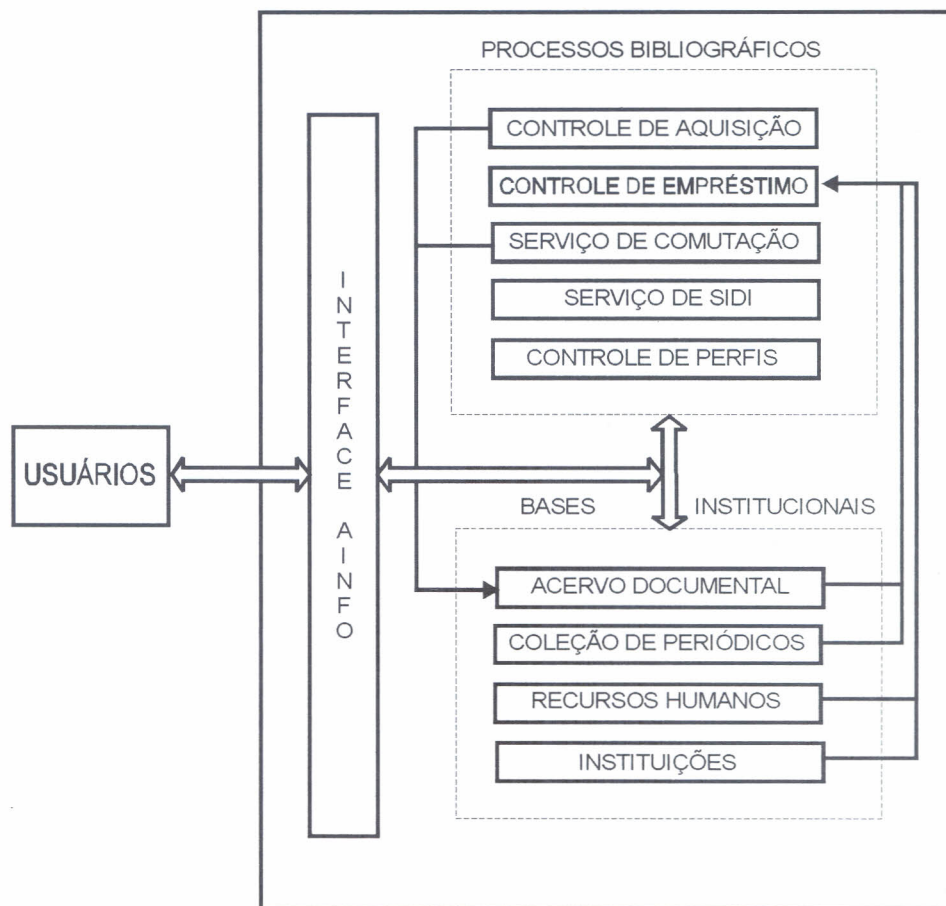 PROCESSOS BIBLIOGRÁFICOS
CONTROLE DE AQUISIÇÃO
CONTROLE DE EMPRÉSTIMO
SERVIÇO DE COMUTAÇÃO
SERVIÇO DE SIDI
CONTROLE DE PERFIS
USUÁRIOS
INTERFACE AINFO
BASES INSTITUCIONAIS
ACERVO DOCUMENTAL
COLEÇÃO DE PERIÓDICOS
RECURSOS HUMANOS
INSTITUIÇÕES